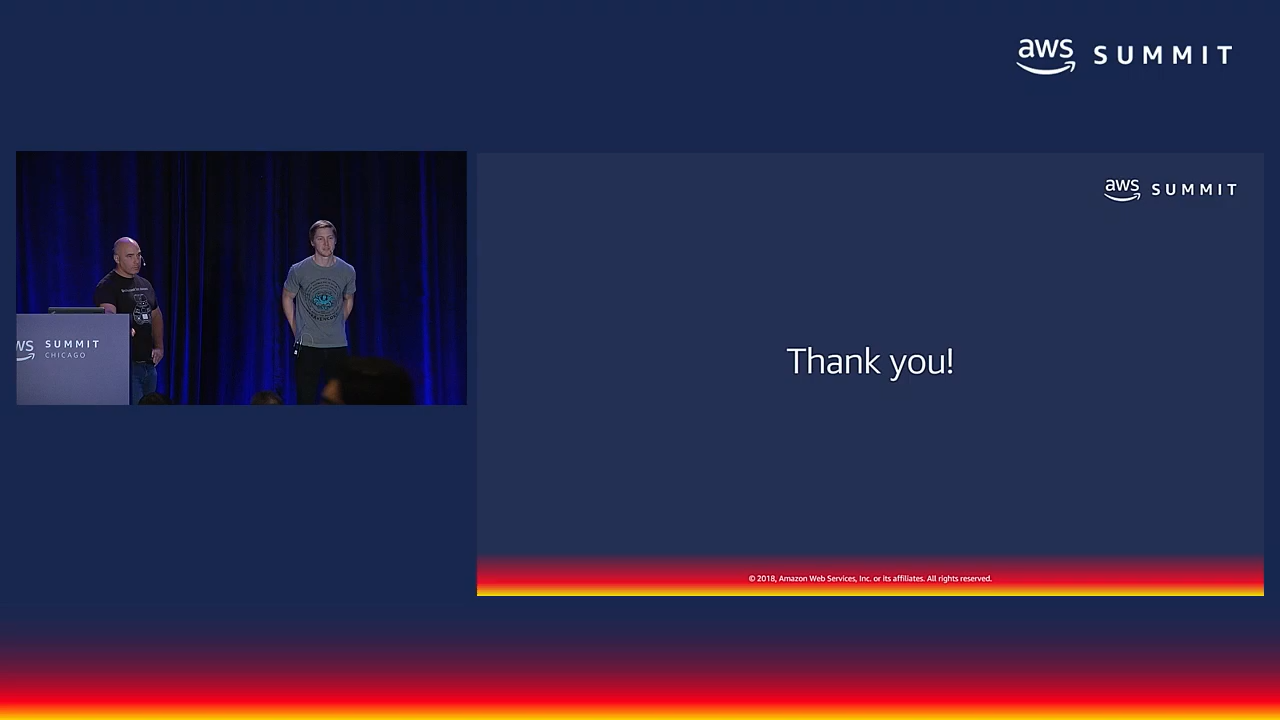 aws SUMMIT
WS SUMMIT
CHICAGO
aws SUMMIT
Thank you!
© 2018, Amazon Web Services, Inc. or its affiliates. All rights reserved.